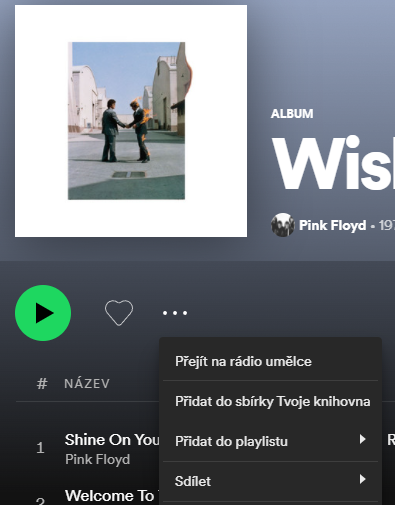 ALBUM
Pink Floyd •
Přejít na rádio umělce
# NÁZEV
Přidat do sbírky Tvoje knihovna
1 Shine On You
Přidat do playlistu
Pink Floyd
Sdílet
Welcome To